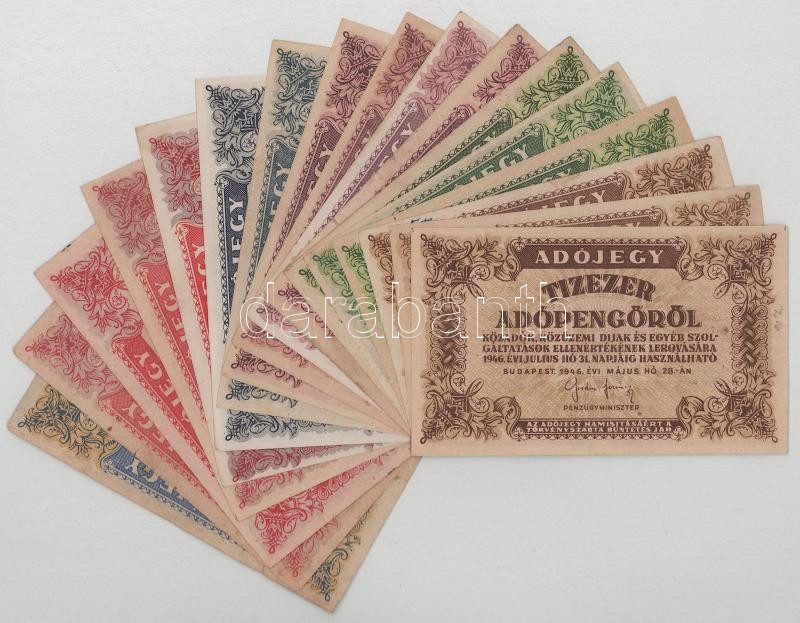 ADÓJEGY
TIZEZER
ADÓPENGŐRŐL
KÖZADÓK, KÖZÜZEMI DIJAK ÉS EGYÉB SZOL-
GÁLTATÁSOK ELLENÉRTÉKÉNEK LEROVÁSÁRA
1946. ÉVI JULIUS HÓ 31. NAPJÁIG HASZNÁLHATÓ
BUDAPEST, 1946. ÉVI MÁJUS HÓ 28.-ÁN
PÉNZÜGYMINISZTER
AZ ADÓJEGY HAMISITÁSÁÉRT A
TÖRVÉNYSZABTA BÜNTETÉS JÁR
darabanth